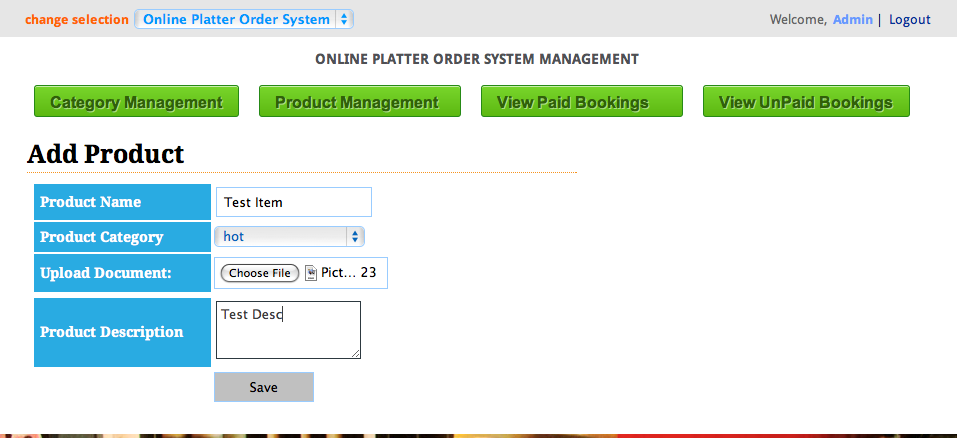 change selection Online Platter Order System Welcome, Admin | Logout
ONLINE PLATTER ORDER SYSTEM MANAGEMENT
Category Management Product Management View Paid Bookings View UnPaid Bookings
Add Product
Product Name Test Item
Product Category hot
Upload Document: Choose File Pict... 23
Product Description Test Desc
Save